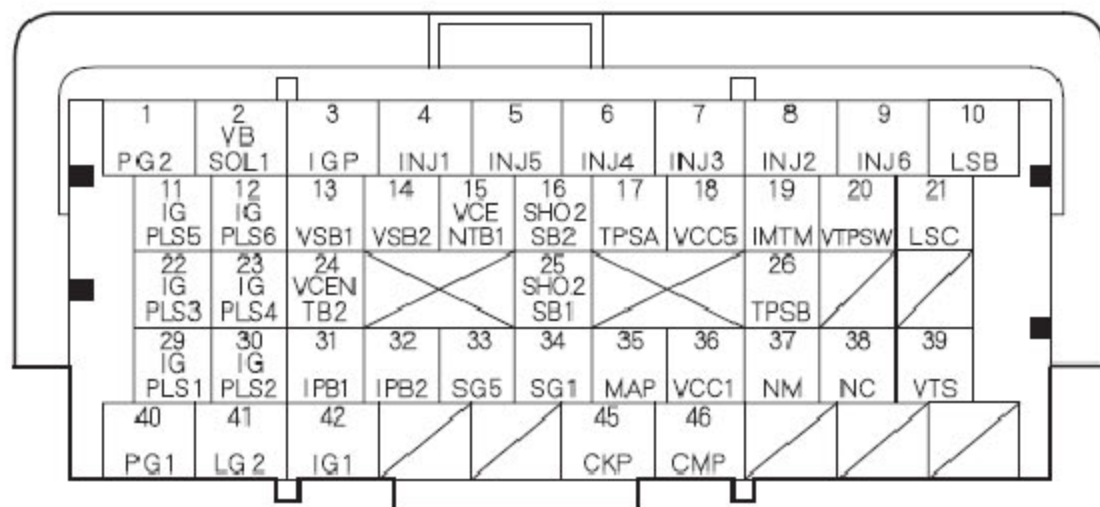 1 2 3 4 5 6 7 8 9 10
VB
PG2 SOL1 IGP INJ1 INJ5 INJ4 INJ3 INJ2 INJ6 LSB
11 12 13 14 15 16 17 18 19 20 21
IG IG VCE SHO2
PLS5 PLS6 VSB1 VSB2 NTB1 SB2 TPSA VCC5 IMTM VTPSW LSC
22 23 24 25 26
IG IG VCEN SHO2
PLS3 PLS4 TB2 SB1 TPSB
29 30 31 32 33 34 35 36 37 38 39
IG IG
PLS1 PLS2 IPB1 IPB2 SG5 SG1 MAP VCC1 NM NC VTS
40 41 42 45 46
PG1 LG2 IG1 CKP CMP